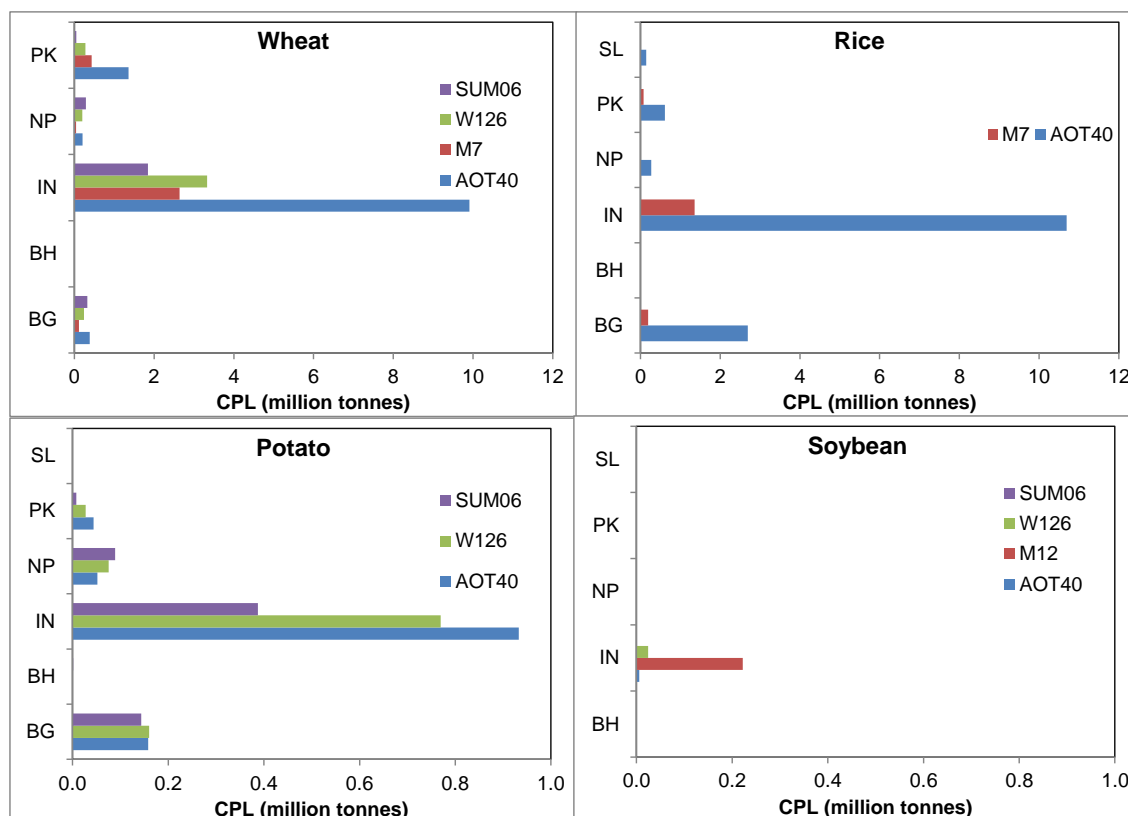 Wheat
PK
NP
IN
BH
BG
SUM06
W126
M7
AOT40
0 2 4 6 8 10 12
CPL (million tonnes)
Rice
SL
PK
NP
IN
BH
BG
M7 AOT40
0 2 4 6 8 10 12
CPL (million tonnes)
Potato
SL
PK
NP
IN
BH
BG
SUM06
W126
AOT40
0.0 0.2 0.4 0.6 0.8 1.0
CPL (million tonnes)
Soybean
SL
PK
NP
IN
BH
SUM06
W126
M12
AOT40
0.0 0.2 0.4 0.6 0.8 1.0
CPL (million tonnes)